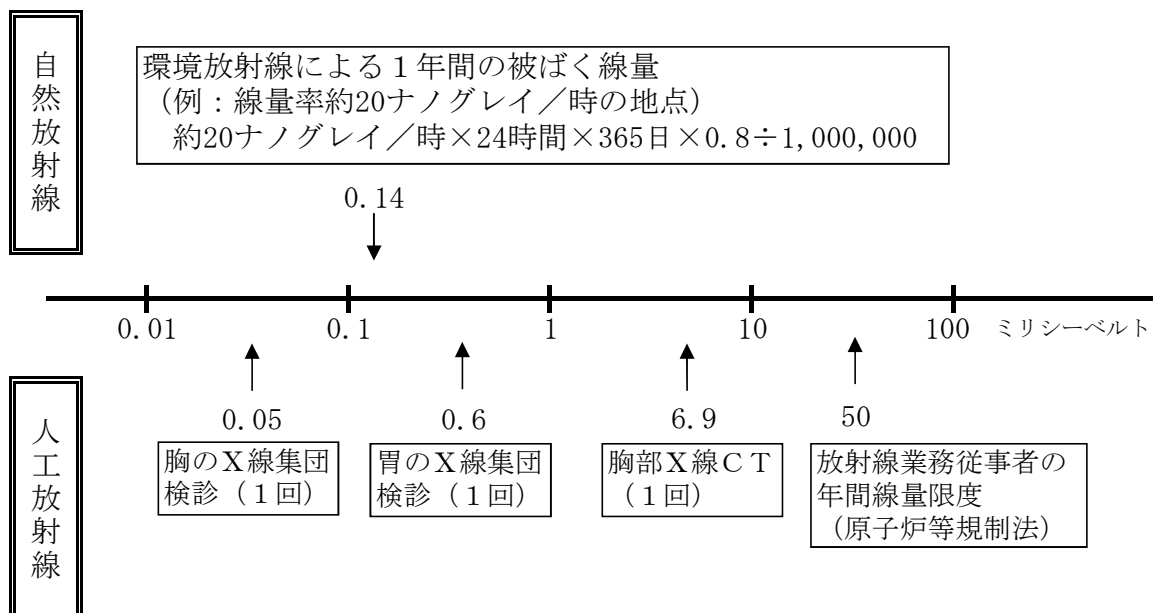 自然放射線
環境放射線による１年間の被ばく線量
（例：線量率約20ナノグレイ／時の地点）
約20ナノグレイ／時×24時間×365日×0.8÷1,000,000
0.14
0.01
0.1
1
10
100
ミリシーベルト
人工放射線
0.05
胸のＸ線集団
検診（１回）
0.6
胃のＸ線集団
検診（１回）
6.9
胸部Ｘ線ＣＴ
（１回）
50
放射線業務従事者の
年間線量限度
（原子炉等規制法）